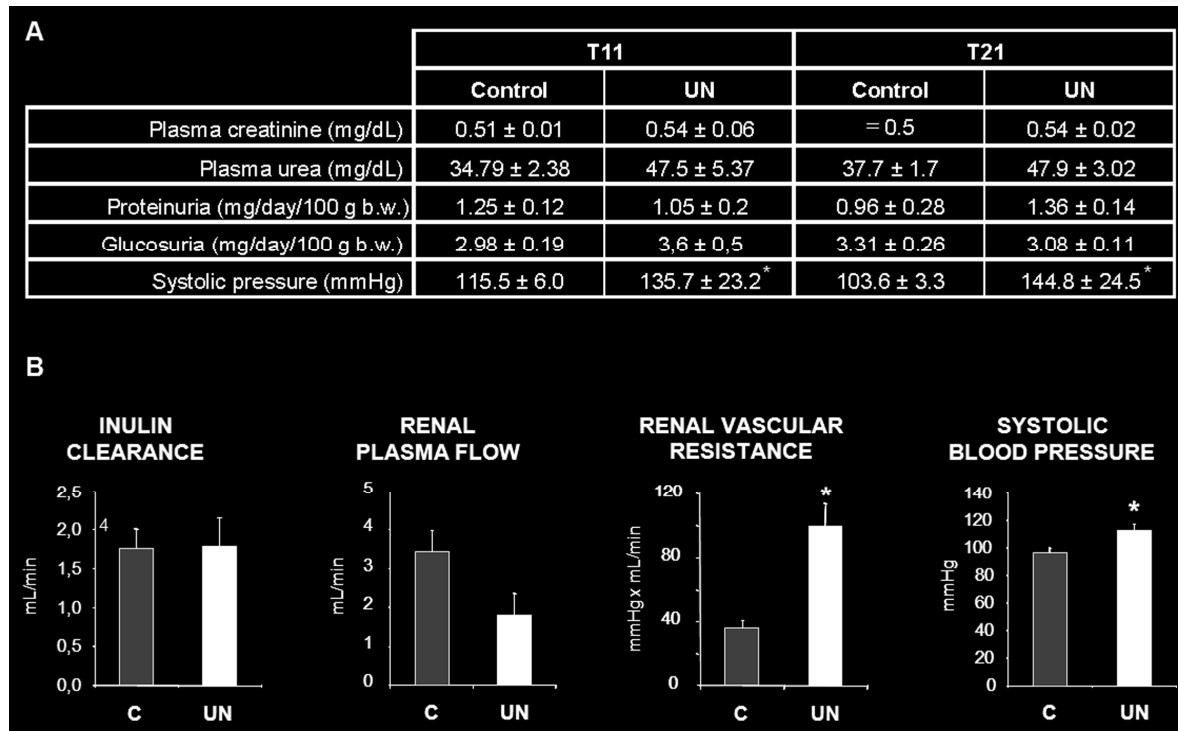 A
T11 T21
Control UN Control UN
Plasma creatinine (mg/dL) 0.51 ± 0.01 0.54 ± 0.06 = 0.5 0.54 ± 0.02
Plasma urea (mg/dL) 34.79 ± 2.38 47.5 ± 5.37 37.7 ± 1.7 47.9 ± 3.02
Proteinuria (mg/day/100 g b.w.) 1.25 ± 0.12 1.05 ± 0.2 0.96 ± 0.28 1.36 ± 0.14
Glucosuria (mg/day/100 g b.w.) 2.98 ± 0.19 3,6 ± 0,5 3.31 ± 0.26 3.08 ± 0.11
Systolic pressure (mmHg) 115.5 ± 6.0 135.7 ± 23.2* 103.6 ± 3.3 144.8 ± 24.5*
B
INULIN
CLEARANCE
mL/min
2,5
4
2,0
1,5
1,0
0,5
0,0
C UN
RENAL
PLASMA FLOW
mL/min
5
4
3
2
1
0
C UN
RENAL VASCULAR
RESISTANCE
mmHg x mL/min
120
80
40
0
*
C UN
SYSTOLIC
BLOOD PRESSURE
mmHg
140
120
100
80
60
40
20
0
*
C UN